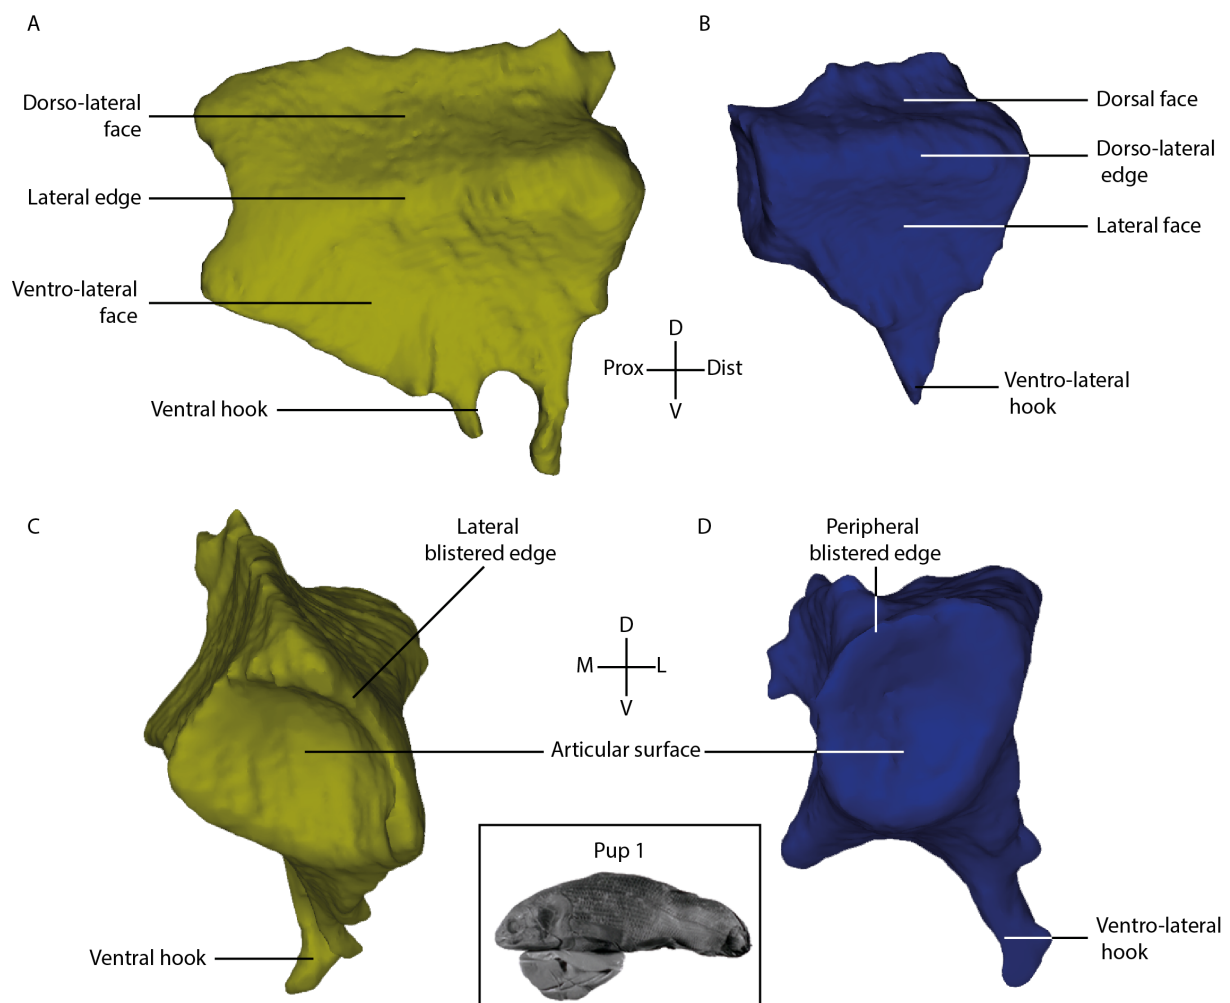 A
B
Dorso-lateral
face
Dorsal face
Dorso-lateral
edge
Lateral edge
Lateral face
Ventro-lateral
face
D
Prox
Dist
V
Ventro-lateral
hook
Ventral hook
C
Lateral
blistered edge
Peripheral
blistered edge
D
D
M
L
V
Articular surface
Pup 1
Ventral hook
Ventro-lateral
hook